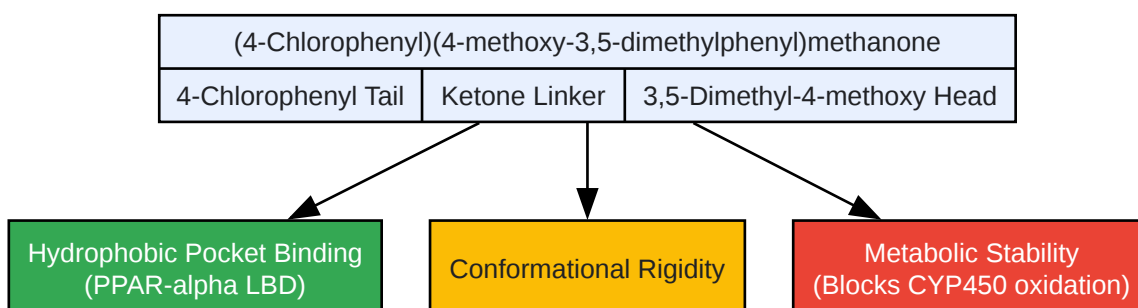 (4-Chlorophenyl)(4-methoxy-3,5-dimethylphenyl)methanone
4-Chlorophenyl Tail
Ketone Linker
3,5-Dimethyl-4-methoxy Head
Hydrophobic Pocket Binding
(PPAR-alpha LBD)
Conformational Rigidity
Metabolic Stability
(Blocks CYP450 oxidation)